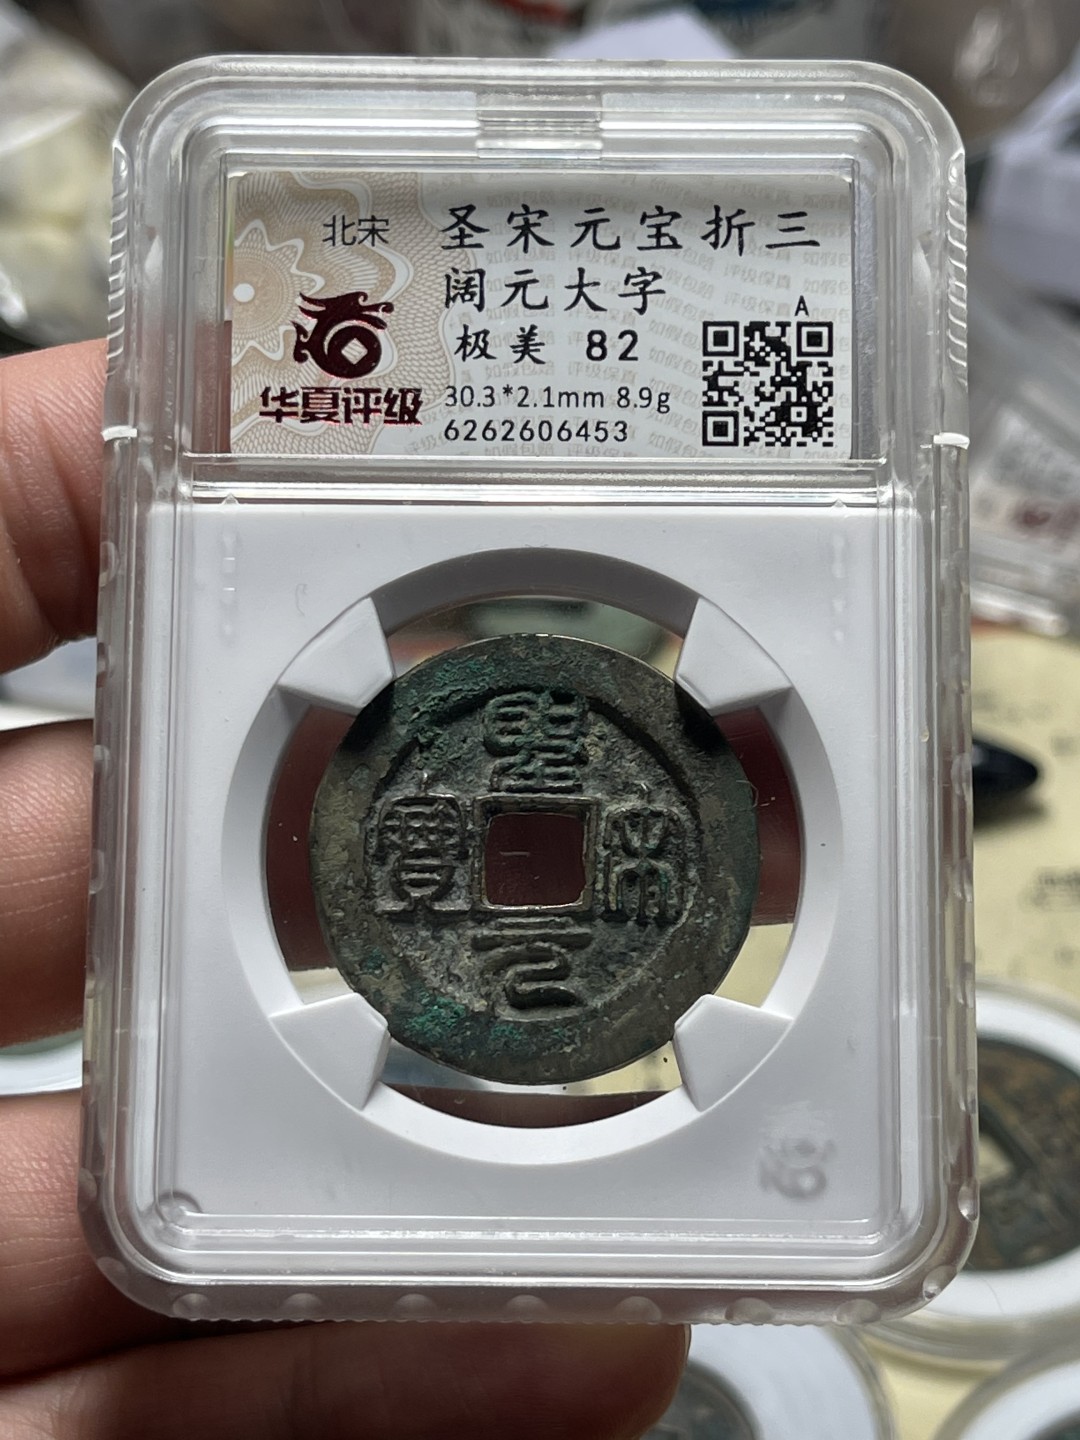 北宋
圣宋元宝折三
阔元大字
极美 82
华夏评级
30.3*2.1mm 8.9g
6262606453
A
聖宋元寶